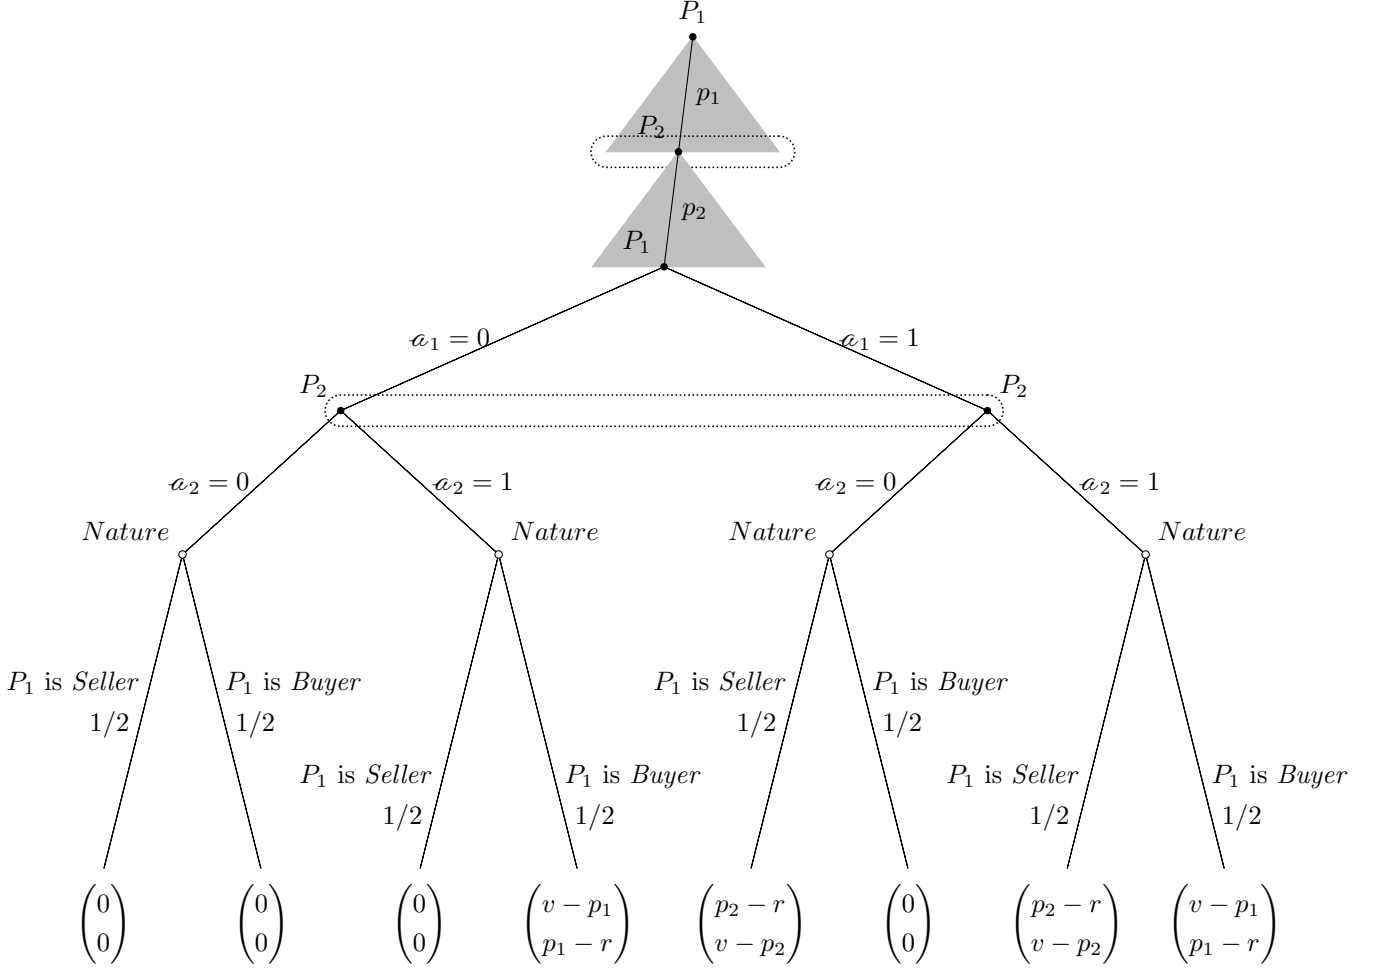 P₁
p₁
P₂
p₂
P₁
a₁ = 0
a₁ = 1
P₂
P₂
a₂ = 0
a₂ = 1
a₂ = 0
a₂ = 1
Nature
Nature
Nature
Nature
P₁ is Seller
1/2
P₁ is Buyer
1/2
P₁ is Seller
1/2
P₁ is Buyer
1/2
P₁ is Seller
1/2
P₁ is Buyer
1/2
P₁ is Seller
1/2
P₁ is Buyer
1/2
0 0 0 v − p₁ p₂ − r 0 p₂ − r v − p₁
0 0 0 p₁ − r v − p₂ 0 v − p₂ p₁ − r